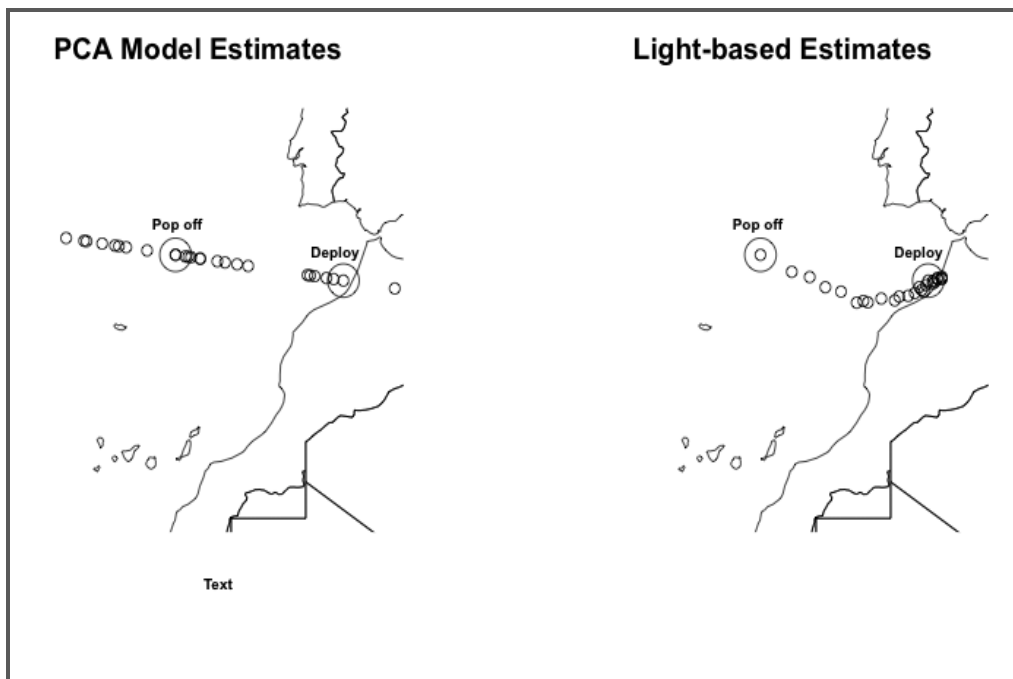 PCA Model Estimates
Light-based Estimates
Pop off
Deploy
Pop off
Deploy
Text